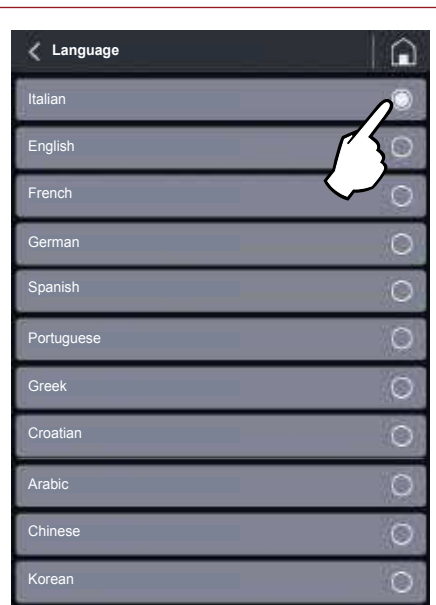 Language
Italian
English
French
German
Spanish
Portuguese
Greek
Croatian
Arabic
Chinese
Korean